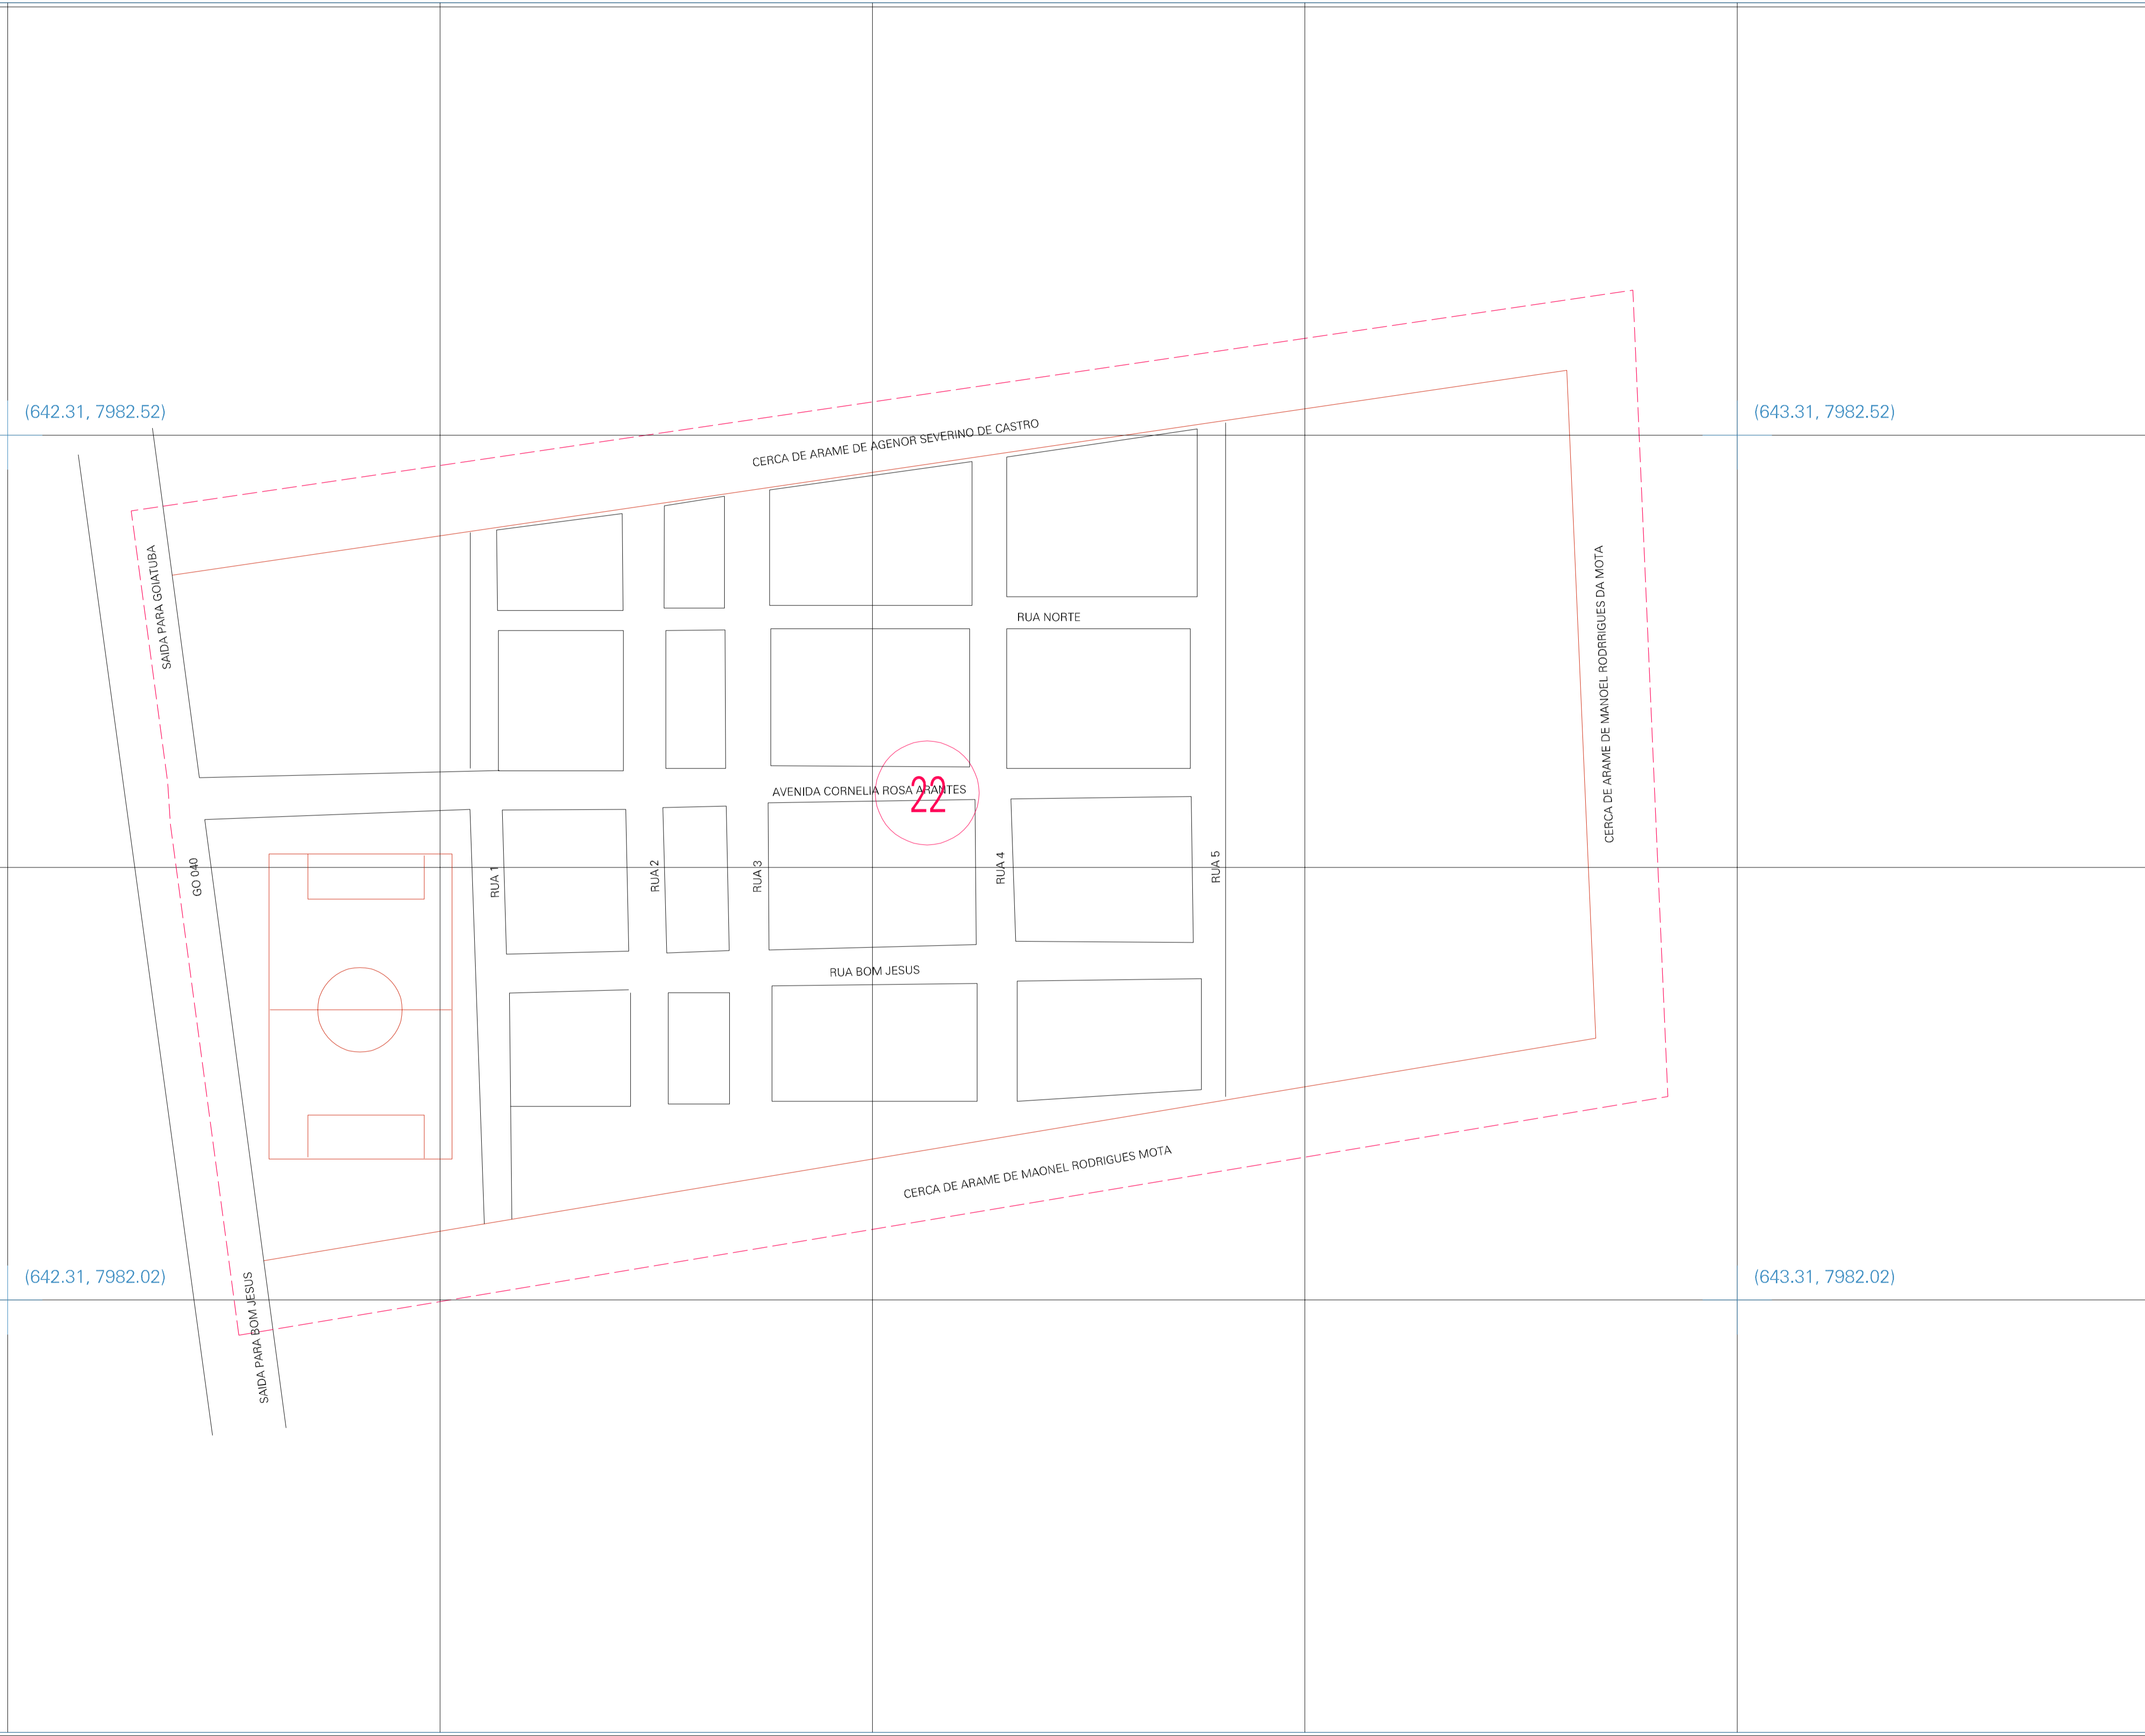 (642.31, 7982.52)
(643.31, 7982.52)
CERCA DE ARAME DE AGENOR SEVERINO DE CASTRO
SAIDA PARA GOIATUBA
CERCA DE ARAME DE MANOEL RODRRIGUES DA MOTA
RUA NORTE
AVENIDA CORNELIA ROSA ARANTES
22
GO 040
RUA 1
RUA 2
RUA 3
RUA 4
RUA 5
RUA BOM JESUS
CERCA DE ARAME DE MAONEL RODRIGUES MOTA
(642.31, 7982.02)
(643.31, 7982.02)
SAIDA PARA BOM JESUS